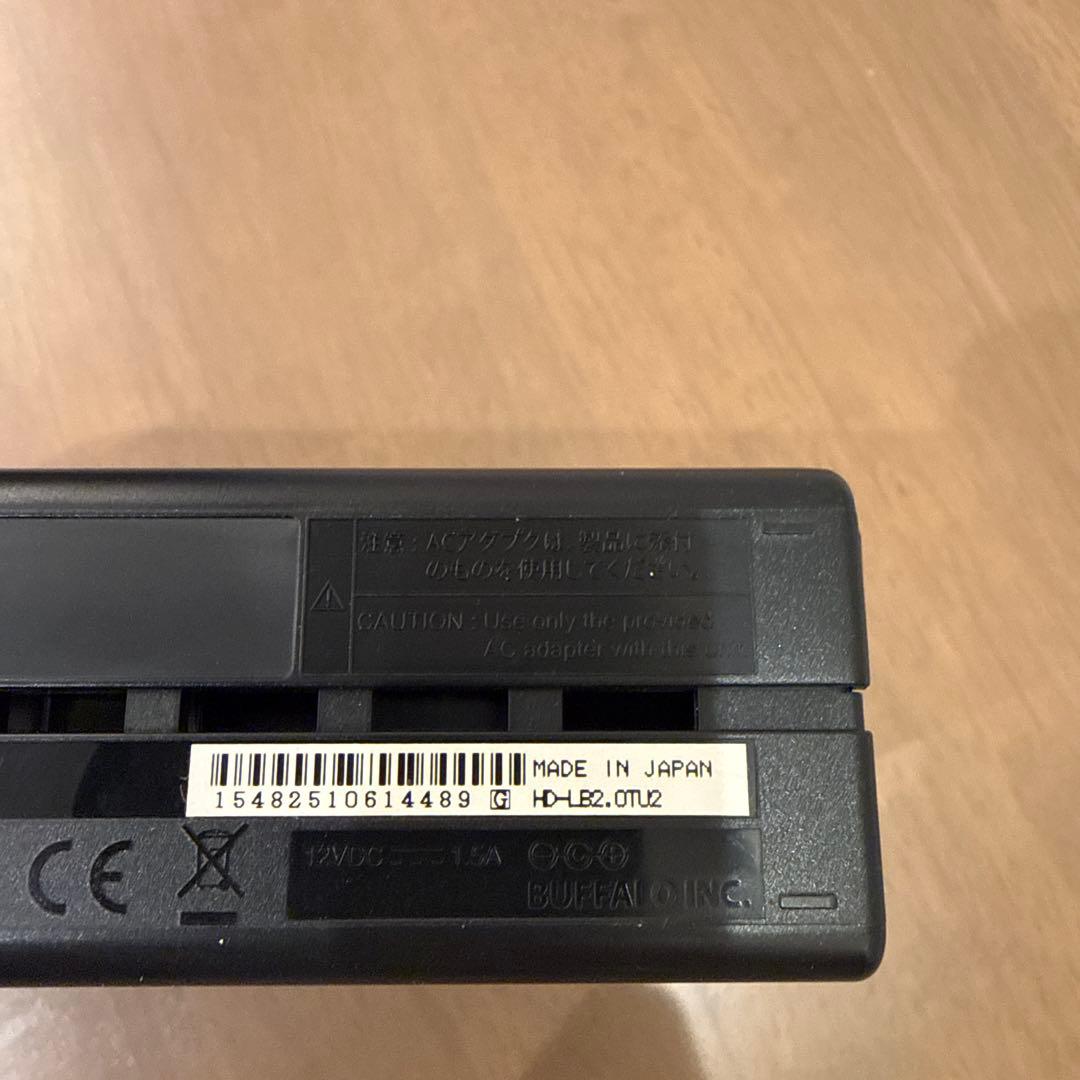 注意：ACアダプタは、製品に添付
のものを使用してください。
CAUTION : Use only the provided
AC adapter with this unit.
MADE IN JAPAN
15482510614489 G HD-LB2.0TU2
CE
12VDC 1.5A
BUFFALO INC.